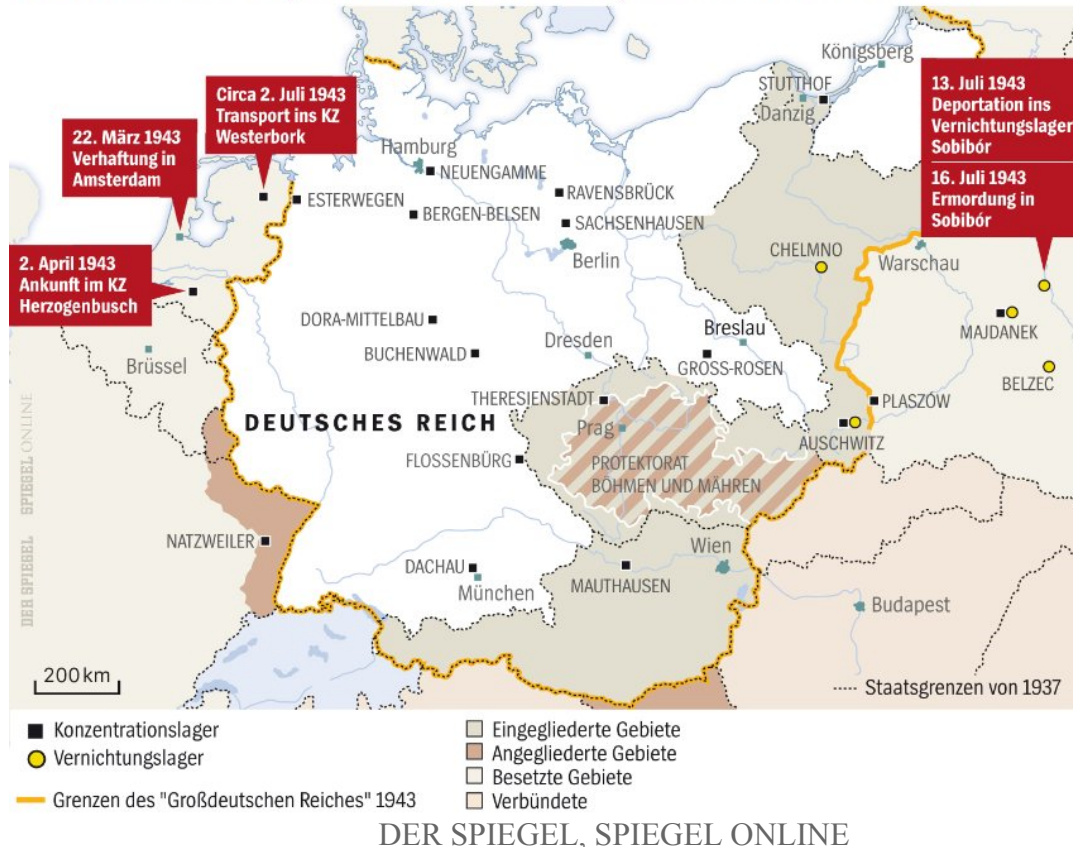 Königsberg
STUTTHOF
Danzig
13. Juli 1943
Deportation ins
Vernichtungslager
Sobibór
16. Juli 1943
Ermordung in
Sobibór
Circa 2. Juli 1943
Transport ins KZ
Westerbork
22. März 1943
Verhaftung in
Amsterdam
Hamburg
NEUENGAMME
ESTERWEGEN
BERGEN-BELSEN
RAVENSBRÜCK
SACHSENHAUSEN
Berlin
CHELMNO
Warschau
2. April 1943
Ankunft im KZ
Herzogenbusch
MAJDANEK
DORA-MITTELBAU
Breslau
Brüssel
BUCHENWALD
Dresden
GROSS-ROSEN
BELZEC
THERESIENSTADT
PLASZÓW
DEUTSCHES REICH
Prag
AUSCHWITZ
FLOSSENBÜRG
PROTEKTORAT
BÖHMEN UND MÄHREN
NATZWEILER
Wien
DACHAU
München
MAUTHAUSEN
Budapest
DER SPIEGEL SPIEGEL ONLINE
200 km
Staatsgrenzen von 1937
Konzentrationslager
Vernichtungslager
Grenzen des "Großdeutschen Reiches" 1943
Eingegliederte Gebiete
Angegliederte Gebiete
Besetzte Gebiete
Verbündete
DER SPIEGEL, SPIEGEL ONLINE